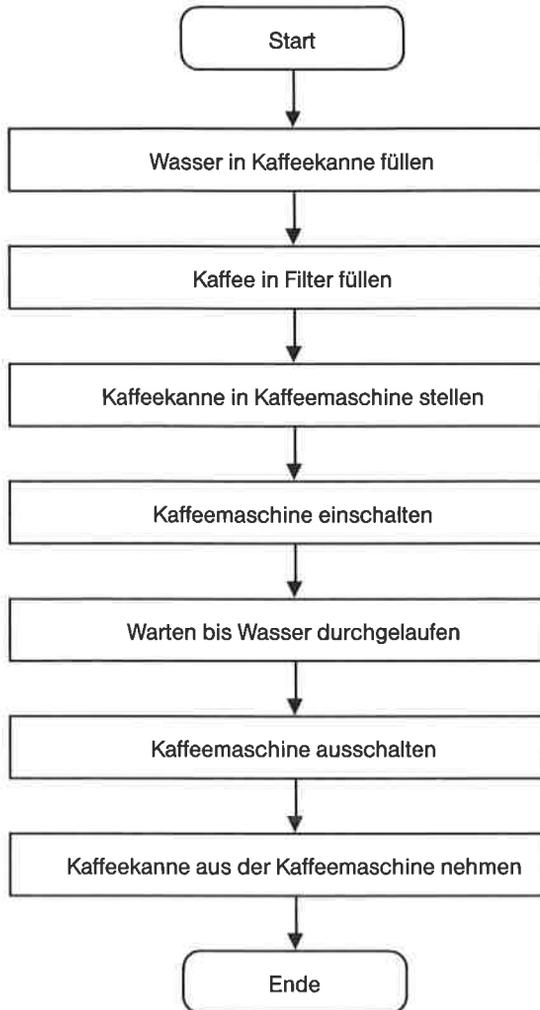 Start
Wasser in Kaffeekanne füllen
Kaffee in Filter füllen
Kaffeekanne in Kaffeemaschine stellen
Kaffeemaschine einschalten
Warten bis Wasser durchgelaufen
Kaffeemaschine ausschalten
Kaffeekanne aus der Kaffeemaschine nehmen
Ende